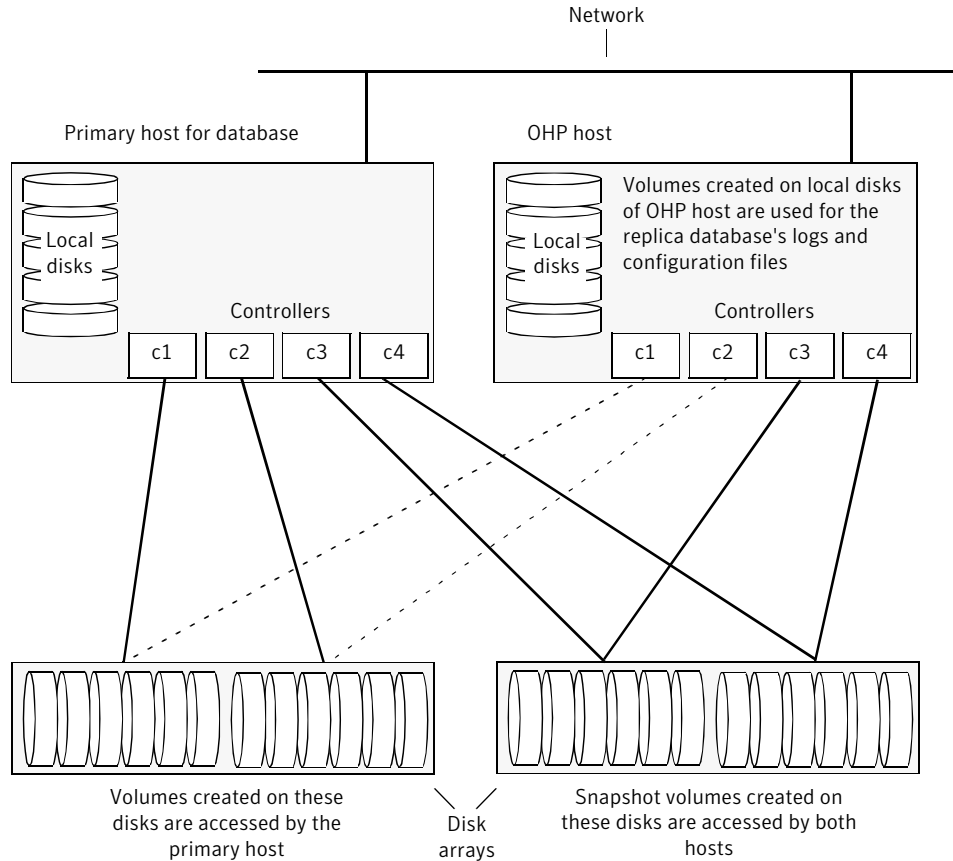 Network
Primary host for database
OHP host
Local
disks
Controllers
c1 c2 c3 c4
Local
disks
Volumes created on local disks
of OHP host are used for the
replica database's logs and
configuration files
Controllers
c1 c2 c3 c4
Volumes created on these
disks are accessed by the
primary host
Disk
arrays
Snapshot volumes created on
these disks are accessed by both
hosts